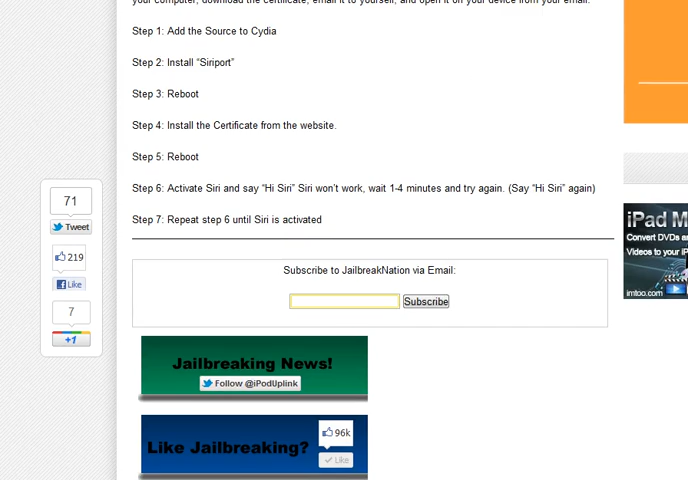 your computer, download the certificate, email it to yourself, and open it on your device from your email.
Step 1: Add the Source to Cydia
Step 2: Install “Siriport”
Step 3: Reboot
Step 4: Install the Certificate from the website.
Step 5: Reboot
Step 6: Activate Siri and say “Hi Siri” Siri won’t work, wait 1-4 minutes and try again. (Say “Hi Siri” again)
Step 7: Repeat step 6 until Siri is activated
71
Tweet
219
Like
7
+1
Subscribe to JailbreakNation via Email:
Subscribe
Jailbreaking News!
Follow @iPodUplink
Like Jailbreaking?
96k
Like
iPad M
Convert DVDs a
Videos to your iP
imtoo.com